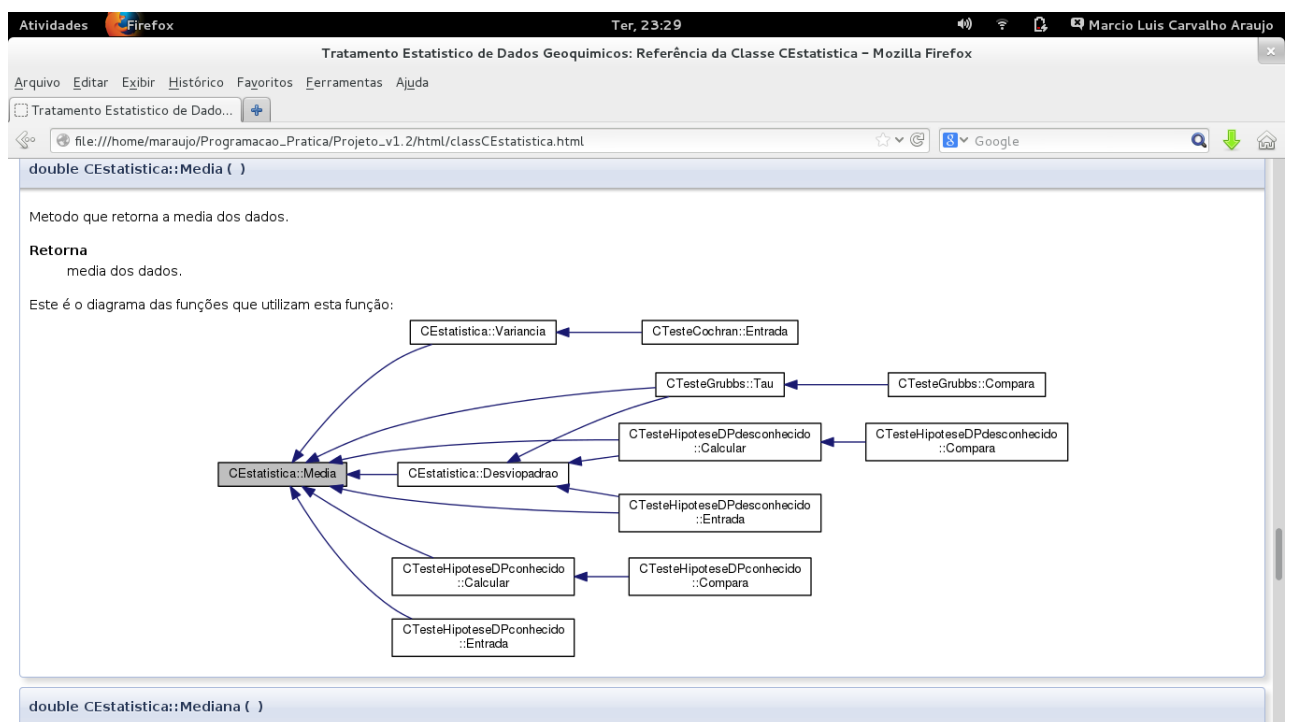 Atividades Firefox Ter, 23:29 Marcio Luis Carvalho Araujo
Tratamento Estatistico de Dados Geoquimicos: Referência da Classe CEstatistica - Mozilla Firefox
Arquivo Editar Exibir Histórico Favoritos Ferramentas Ajuda
Tratamento Estatistico de Dado...
file:///home/maraujo/Programacao_Pratica/Projeto_v1.2/html/classCEstatistica.html
Google
double CEstatistica::Media ( )
Metodo que retorna a media dos dados.
Retorna
media dos dados.
Este é o diagrama das funções que utilizam esta função:
CEstatistica::Variancia
CTesteCochran::Entrada
CTesteGrubbs::Tau
CTesteGrubbs::Compara
CTesteHipoteseDPdesconhecido
::Calcular
CTesteHipoteseDPdesconhecido
::Compara
CEstatistica::Media
CEstatistica::Desviopadrao
CTesteHipoteseDPdesconhecido
::Entrada
CTesteHipoteseDPconhecido
::Calcular
CTesteHipoteseDPconhecido
::Compara
CTesteHipoteseDPconhecido
::Entrada
double CEstatistica::Mediana ( )